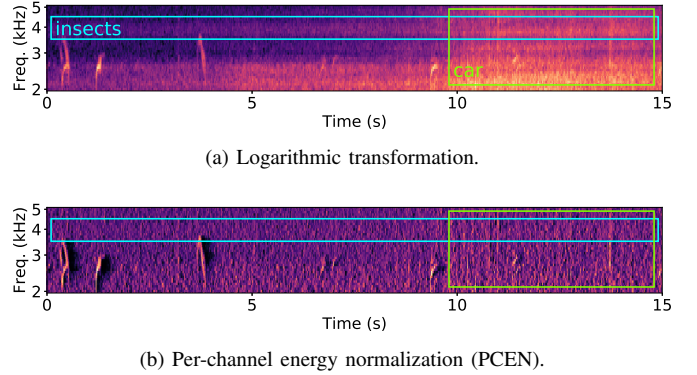 Freq. (kHz)
5
4
3
2
insects
car
5
10
15
Time (s)
(a) Logarithmic transformation.
Freq. (kHz)
5
4
3
2
0
5
10
15
Time (s)
(b) Per-channel energy normalization (PCEN).